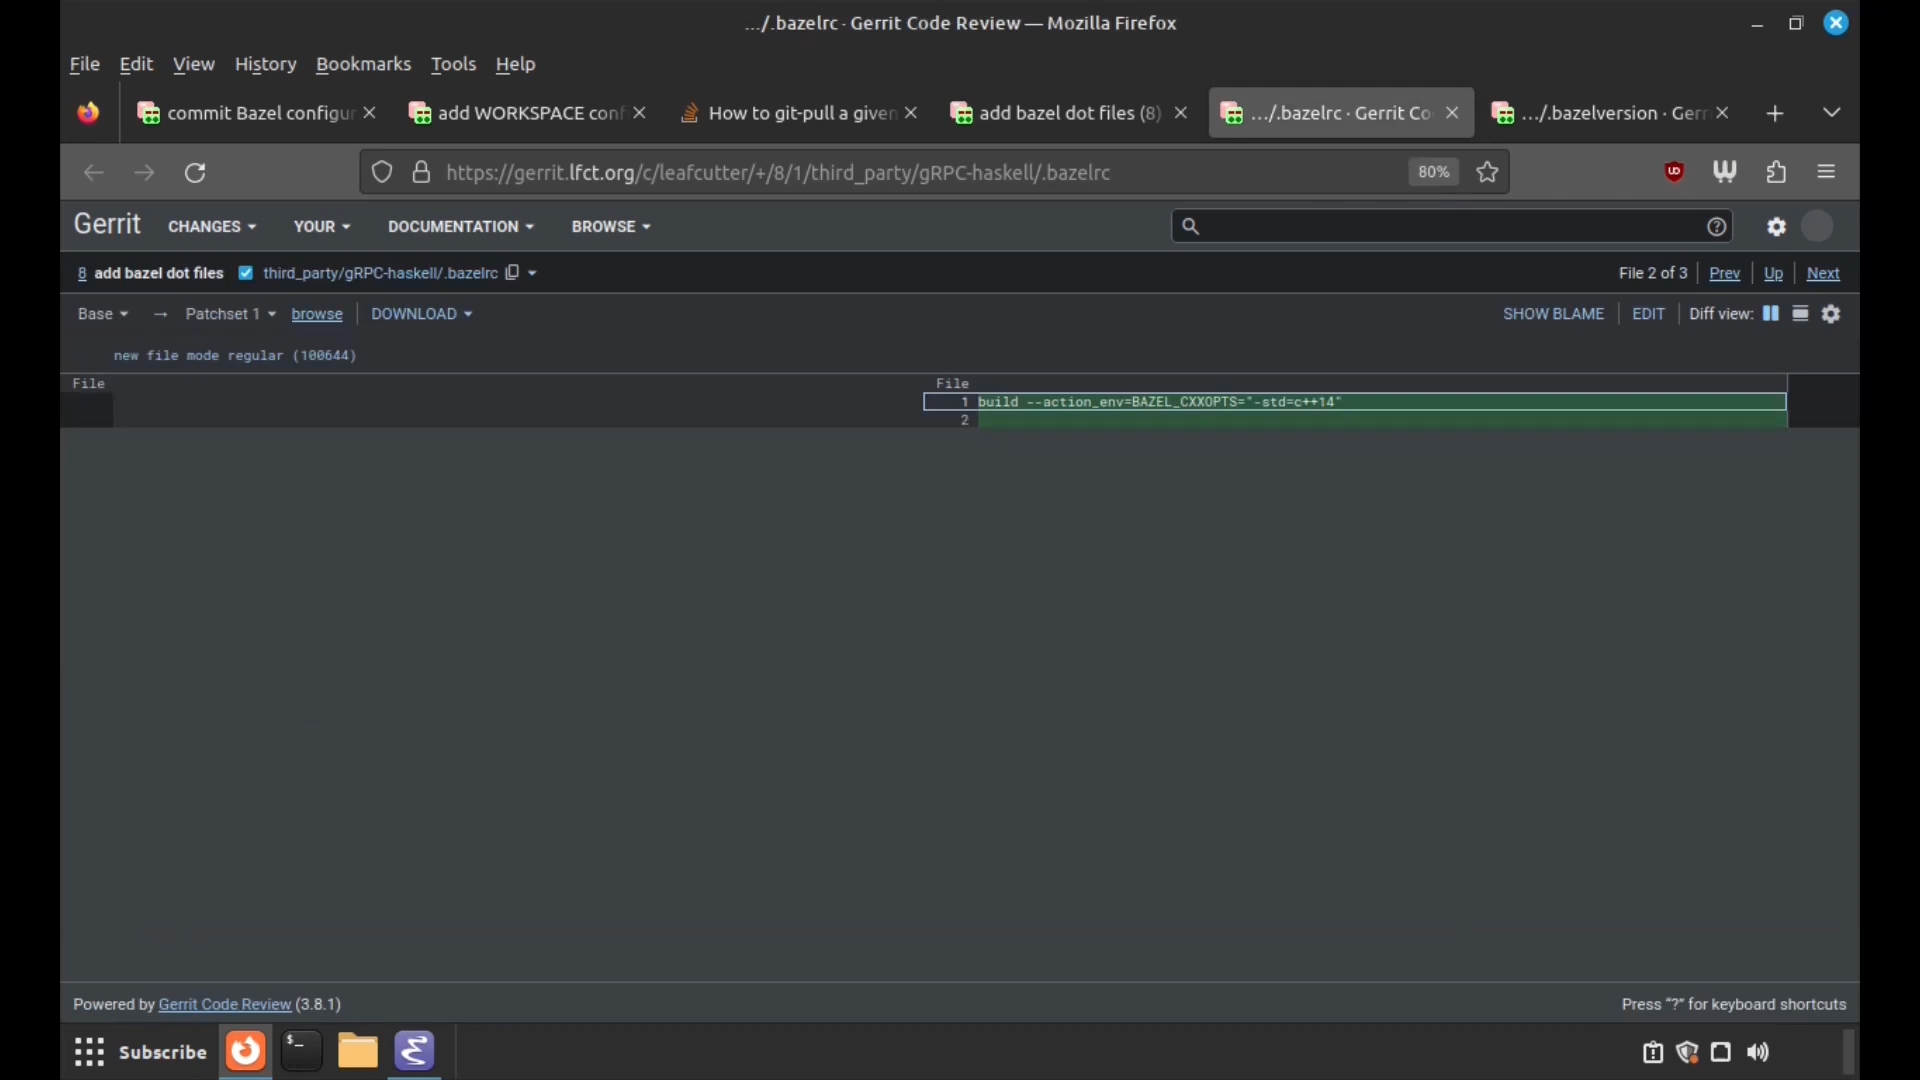 .../.bazelrc · Gerrit Code Review — Mozilla Firefox
File Edit View History Bookmarks Tools Help
commit Bazel configur
add WORKSPACE conf
How to git-pull a given
add bazel dot files (8)
.../.bazelrc · Gerrit Co
.../.bazelversion · Gerr
https://gerrit.lfct.org/c/leafcutter/+/8/1/third_party/gRPC-haskell/.bazelrc 80%
Gerrit CHANGES YOUR DOCUMENTATION BROWSE
8 add bazel dot files third_party/gRPC-haskell/.bazelrc File 2 of 3 Prev Up Next
Base → Patchset 1 browse DOWNLOAD SHOW BLAME EDIT Diff view:
new file mode regular (100644)
File File
1 build --action_env=BAZEL_CXXOPTS="-std=c++14"
2
Powered by Gerrit Code Review (3.8.1) Press “?” for keyboard shortcuts
Subscribe